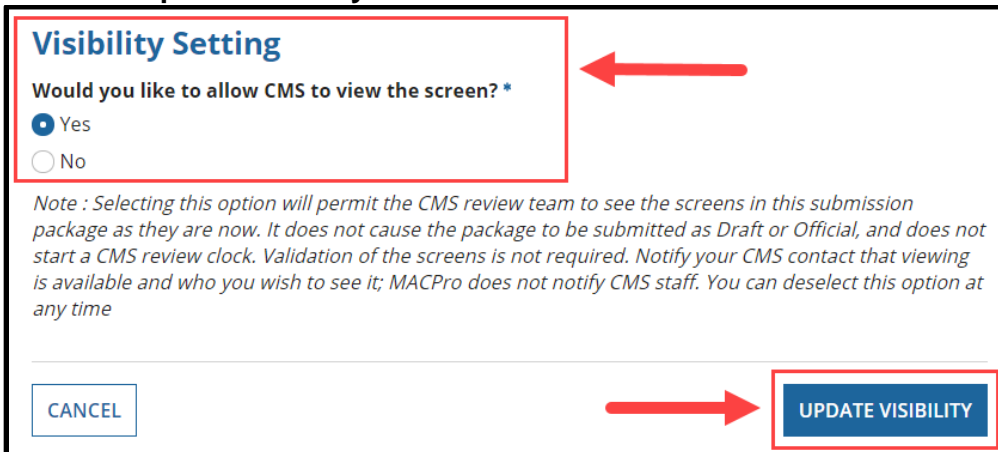 Visibility Setting
Would you like to allow CMS to view the screen? *
Yes
No
Note : Selecting this option will permit the CMS review team to see the screens in this submission
package as they are now. It does not cause the package to be submitted as Draft or Official, and does not
start a CMS review clock. Validation of the screens is not required. Notify your CMS contact that viewing
is available and who you wish to see it; MACPro does not notify CMS staff. You can deselect this option at
any time
CANCEL
UPDATE VISIBILITY